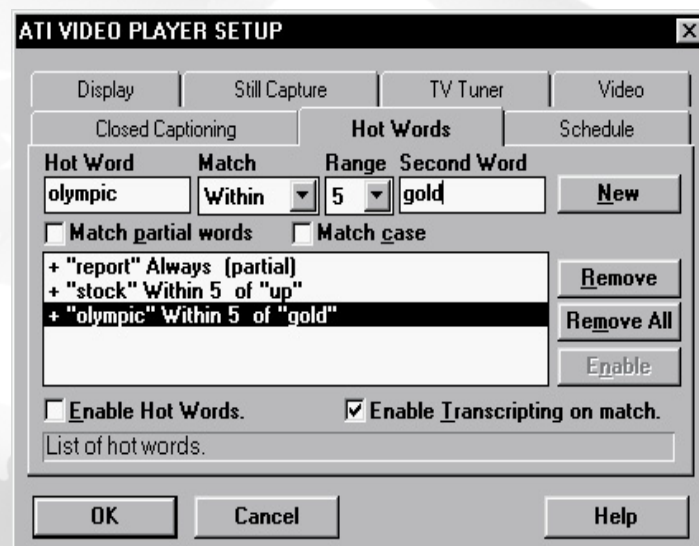 ATI VIDEO PLAYER SETUP
Display Still Capture TV Tuner Video
Closed Captioning Hot Words Schedule
Hot Word Match Range Second Word
olympic Within 5 gold New
Match partial words Match case
+ "report" Always (partial)
+ "stock" Within 5 of "up"
+ "olympic" Within 5 of "gold"
Remove
Remove All
Enable
Enable Hot Words. Enable Transcripting on match.
List of hot words.
OK Cancel Help